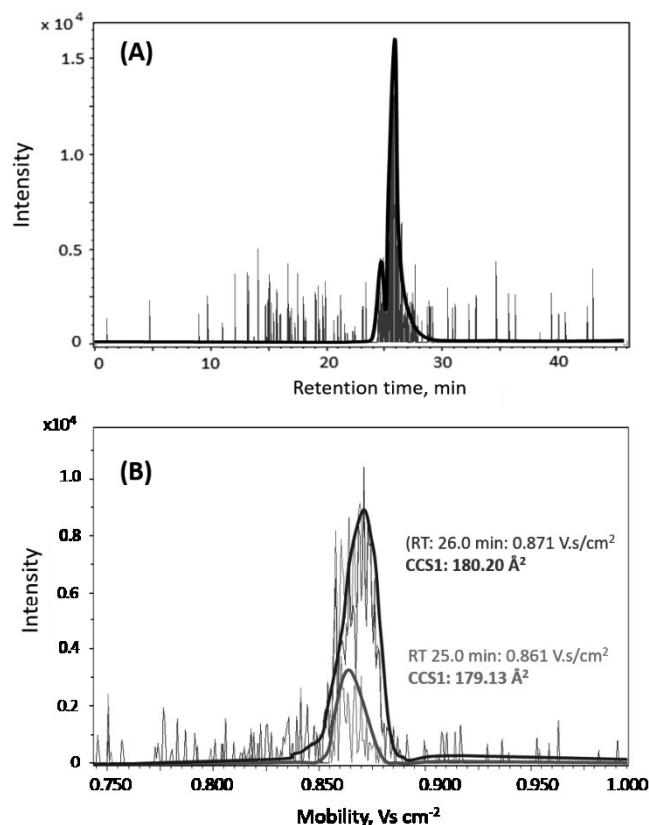 x 10⁴
(A)
1.5
1.0
0.5
0
Intensity
0 10 20 30 40
Retention time, min
x10⁴
(B)
1.0
0.8
0.6
0.4
0.2
0
Intensity
(RT: 26.0 min: 0.871 V.s/cm²
CCS1: 180.20 Å²
RT 25.0 min: 0.861 V.s/cm²
CCS1: 179.13 Å²
0.750 0.800 0.850 0.900 0.950 1.000
Mobility, Vs cm⁻²